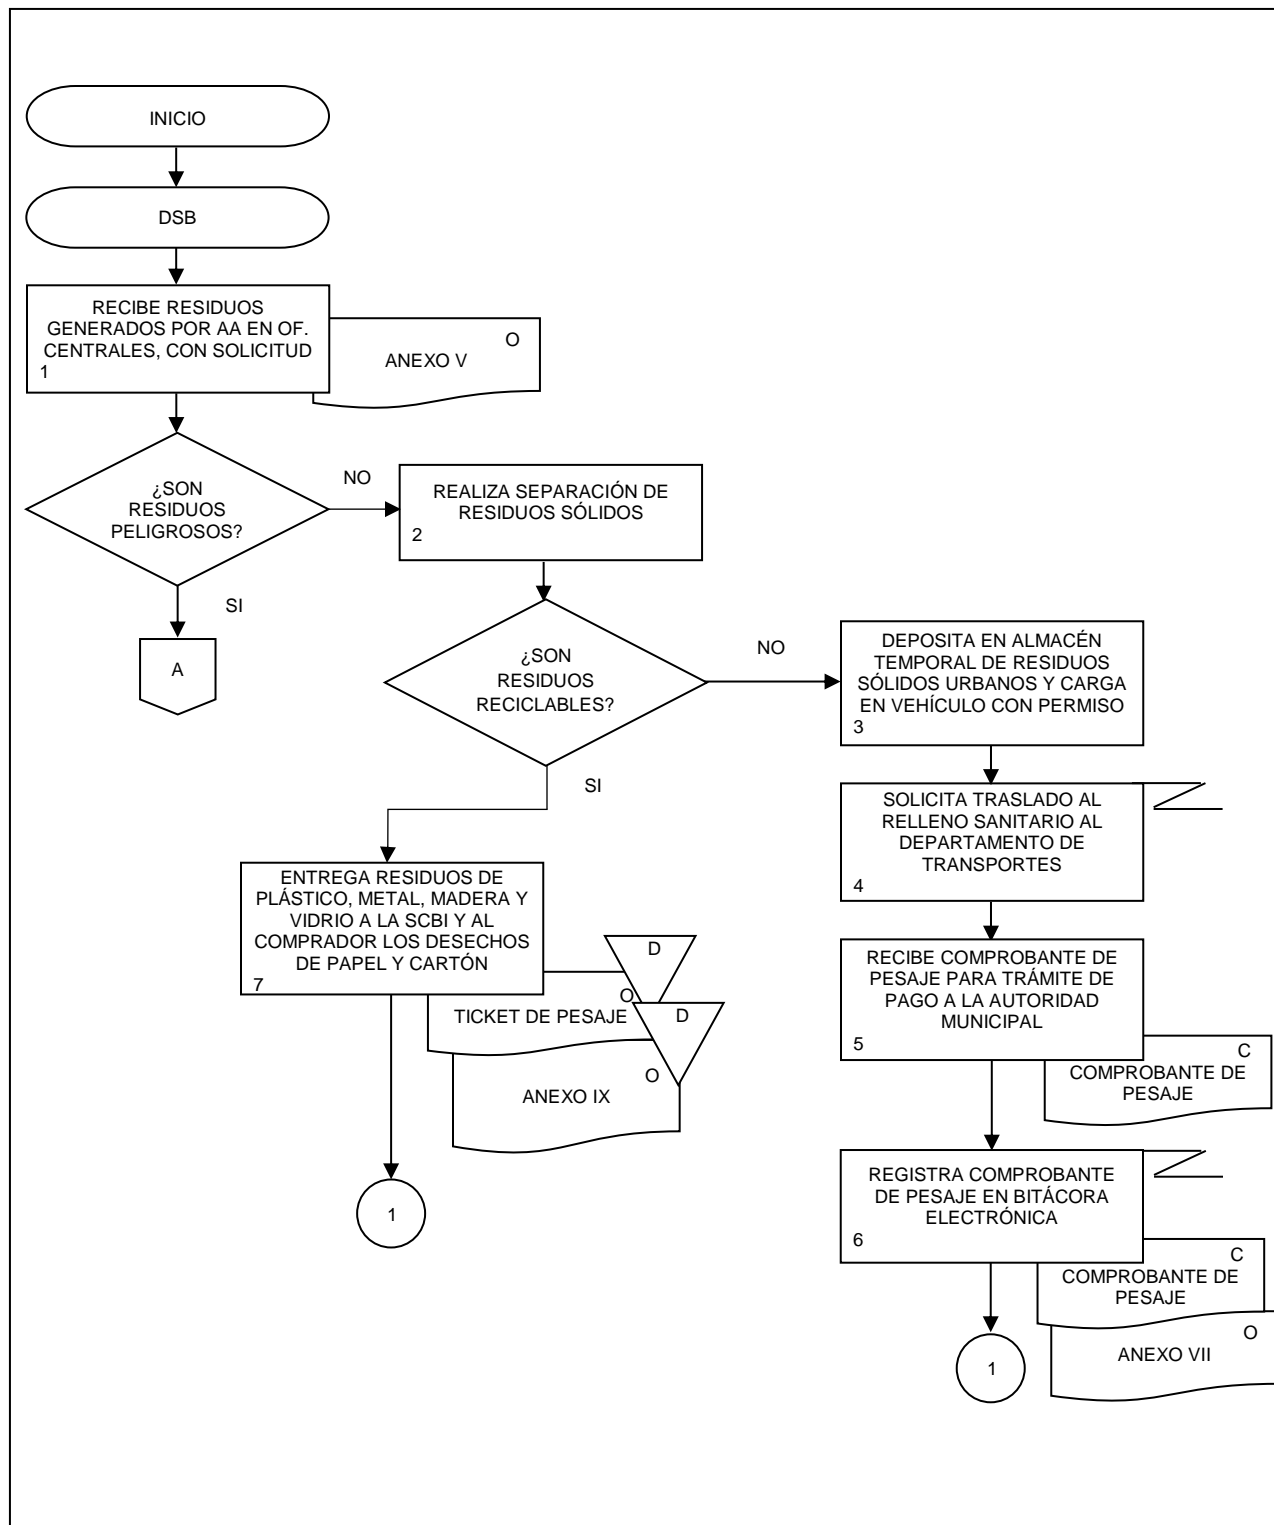 INICIO
DSB
RECIBE RESIDUOS
GENERADOS POR AA EN OF.
CENTRALES, CON SOLICITUD
1
O
ANEXO V
¿SON
RESIDUOS
PELIGROSOS?
NO
SI
A
REALIZA SEPARACIÓN DE
RESIDUOS SÓLIDOS
2
¿SON
RESIDUOS
RECICLABLES?
NO
SI
DEPOSITA EN ALMACÉN
TEMPORAL DE RESIDUOS
SÓLIDOS URBANOS Y CARGA
EN VEHÍCULO CON PERMISO
3
SOLICITA TRASLADO AL
RELLENO SANITARIO AL
DEPARTAMENTO DE
TRANSPORTES
4
RECIBE COMPROBANTE DE
PESAJE PARA TRÁMITE DE
PAGO A LA AUTORIDAD
MUNICIPAL
5
C
COMPROBANTE DE
PESAJE
REGISTRA COMPROBANTE
DE PESAJE EN BITÁCORA
ELECTRÓNICA
6
C
COMPROBANTE DE
PESAJE
O
ANEXO VII
1
ENTREGA RESIDUOS DE
PLÁSTICO, METAL, MADERA Y
VIDRIO A LA SCBI Y AL
COMPRADOR LOS DESECHOS
DE PAPEL Y CARTÓN
7
D
O
TICKET DE PESAJE
D
O
ANEXO IX
1